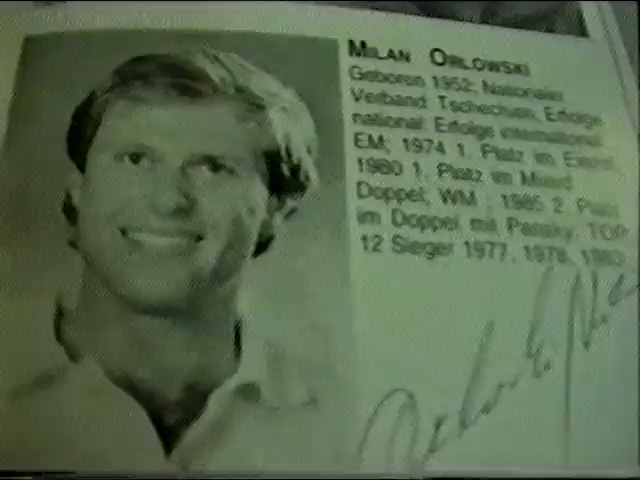 MILAN ORLOWSKI
Geboren 1952; Nationaler
Verband: Tschechien, Erfolge
national: Erfolge international:
EM; 1974 1. Platz im Einzel,
1980 1. Platz im Mixed
Doppel, WM ; 1985 2. Platz
im Doppel mit Pansky, TOP
12 Sieger 1977, 1978, 1983